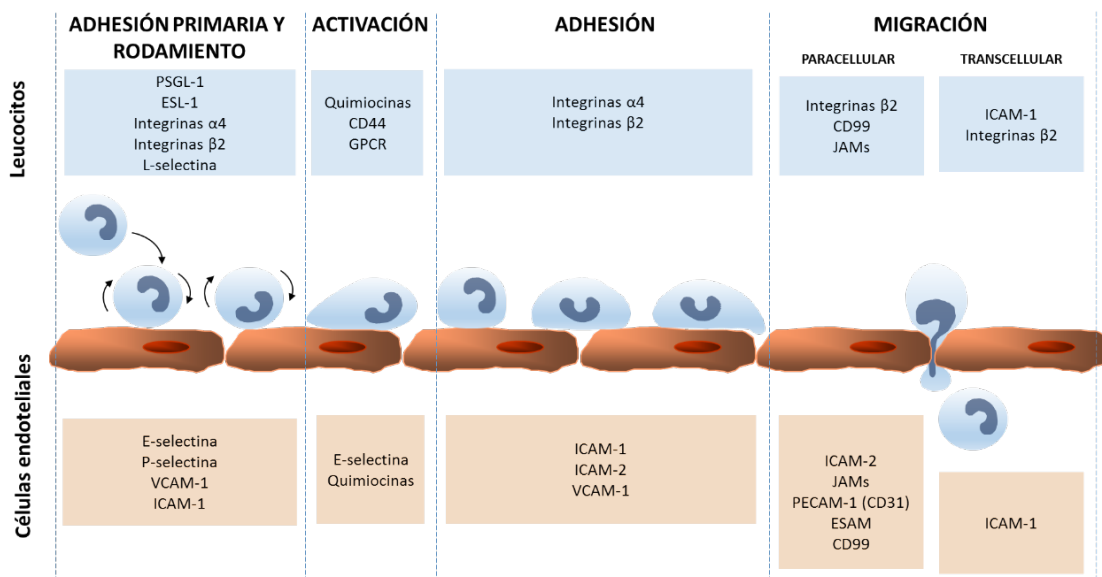 ADHESIÓN PRIMARIA Y
RODAMIENTO
ACTIVACIÓN
ADHESIÓN
MIGRACIÓN
PARACELLULAR
TRANSCELLULAR
Leucocitos
PSGL-1
ESL-1
Integrinas α4
Integrinas β2
L-selectina
Quimiocinas
CD44
GPCR
Integrinas α4
Integrinas β2
Integrinas β2
CD99
JAMs
ICAM-1
Integrinas β2
Células endoteliales
E-selectina
P-selectina
VCAM-1
ICAM-1
E-selectina
Quimiocinas
ICAM-1
ICAM-2
VCAM-1
ICAM-2
JAMs
PECAM-1 (CD31)
ESAM
CD99
ICAM-1